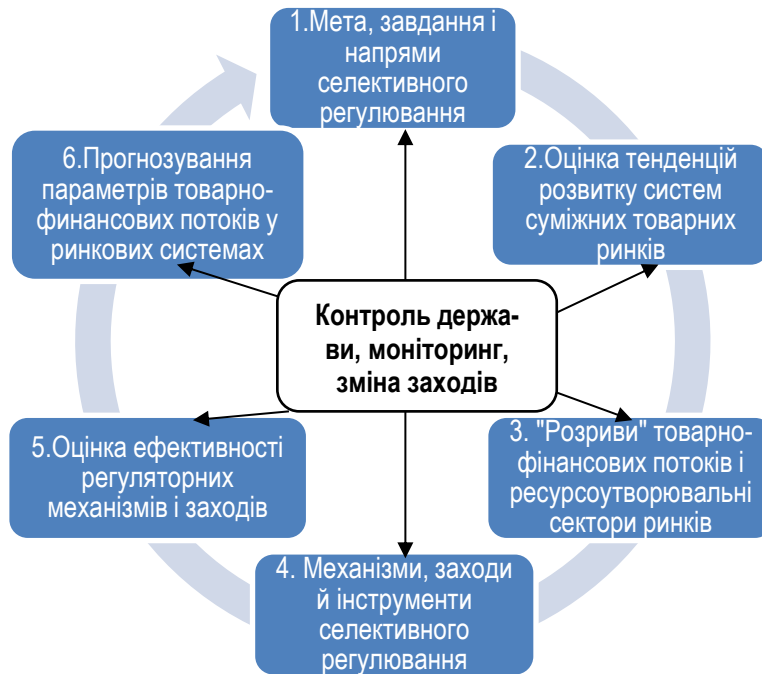 1.Мета, завдання і
напрями
селективного
регулювання
2.Оцінка тенденцій
розвитку систем
суміжних товарних
ринків
3. "Розриви" товарно-
фінансових потоків і
ресурсоутворювальні
сектори ринків
4. Механізми, заходи
й інструменти
селективного
регулювання
5.Оцінка ефективності
регуляторних
механізмів і заходів
6.Прогнозування
параметрів товарно-
финансових потоків у
ринкових системах
Контроль держа-
ви, моніторинг,
зміна заходів